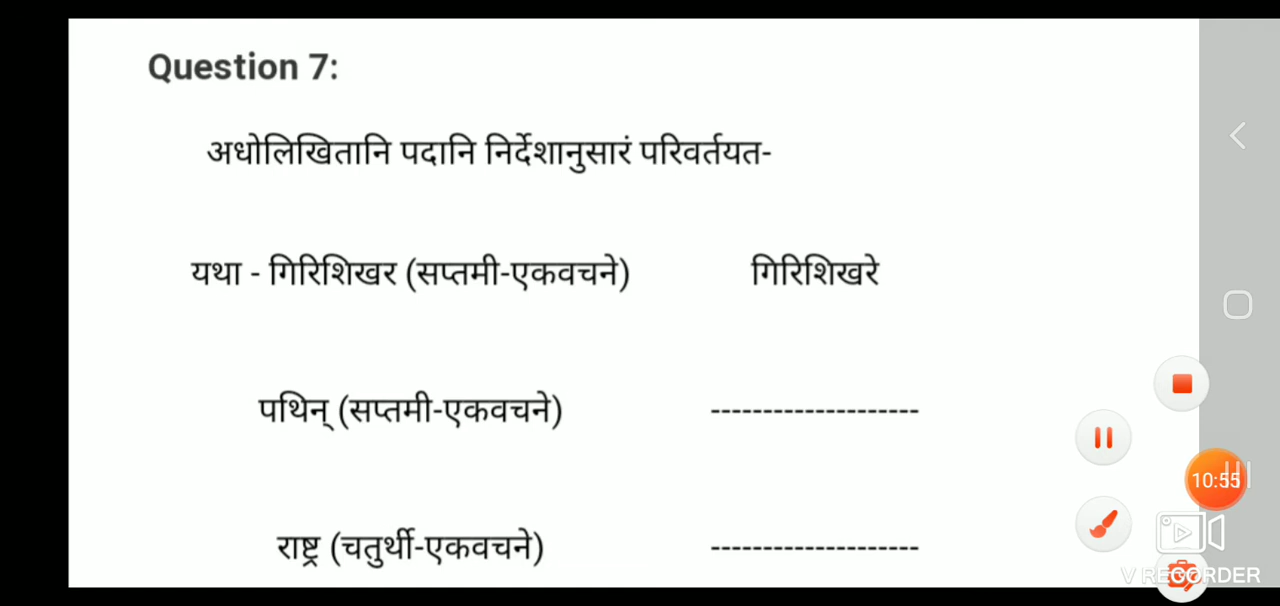 Question 7:
अधोलिखितानि पदानि निर्देशानुसारं परिवर्तयत-
यथा - गिरिशिखर (सप्तमी-एकवचने) गिरिशिखरे
पथिन् (सप्तमी-एकवचने) --------------------
राष्ट्र (चतुर्थी-एकवचने) --------------------
10:55
V RECORDER